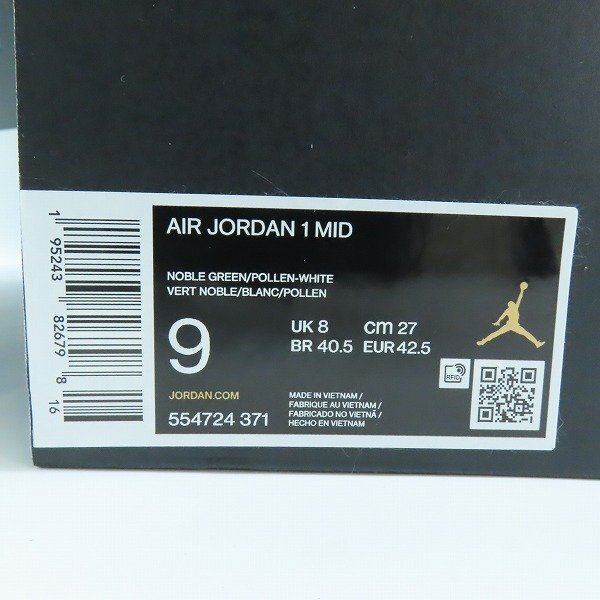 AIR JORDAN 1 MID
NOBLE GREEN/POLLEN-WHITE
VERT NOBLE/BLANC/POLLEN
9
UK 8 cm 27
BR 40.5 EUR 42.5
JORDAN.COM
554724 371
MADE IN VIETNAM /
FABRIQUE AU VIETNAM /
FABRICADO NO VIETNÃ /
HECHO EN VIETNAM
RFID
1 95243 82679 8 16